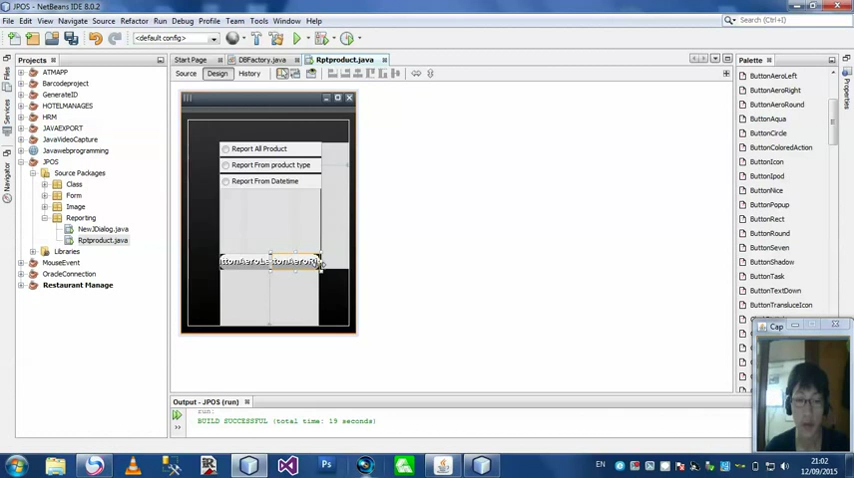 JPOS - NetBeans IDE 8.0.2
File Edit View Navigate Source Refactor Run Debug Profile Team Tools Window Help
Search (Ctrl+I)
<default config>
Projects
Start Page
DBFactory.java
Rptproduct.java
Palette
Source Design History
Files
Services
Navigator
Properties
ATMAPP
Barcodeproject
GenerateID
HOTELMANAGES
HRM
JAVAEXPORT
JavaVideoCapture
Javawebprogramming
JPOS
Source Packages
Class
Form
Image
Reporting
NewJDialog.java
Rptproduct.java
Libraries
MouseEvent
OracleConnection
Restaurant Manage
Report All Product
Report From product type
Report From Datetime
ttonAeroLe
ttonAeroRi
ButtonAeroLeft
ButtonAeroRight
ButtonAeroRound
ButtonAqua
ButtonCircle
ButtonColoredAction
ButtonIcon
ButtonIpod
ButtonNice
ButtonPopup
ButtonRect
ButtonRound
ButtonSeven
ButtonShadow
ButtonTask
ButtonTextDown
ButtonTransluceIcon
Output - JPOS (run)
run:
BUILD SUCCESSFUL (total time: 19 seconds)
Cap
Ps
EN
21:02
12/09/2015